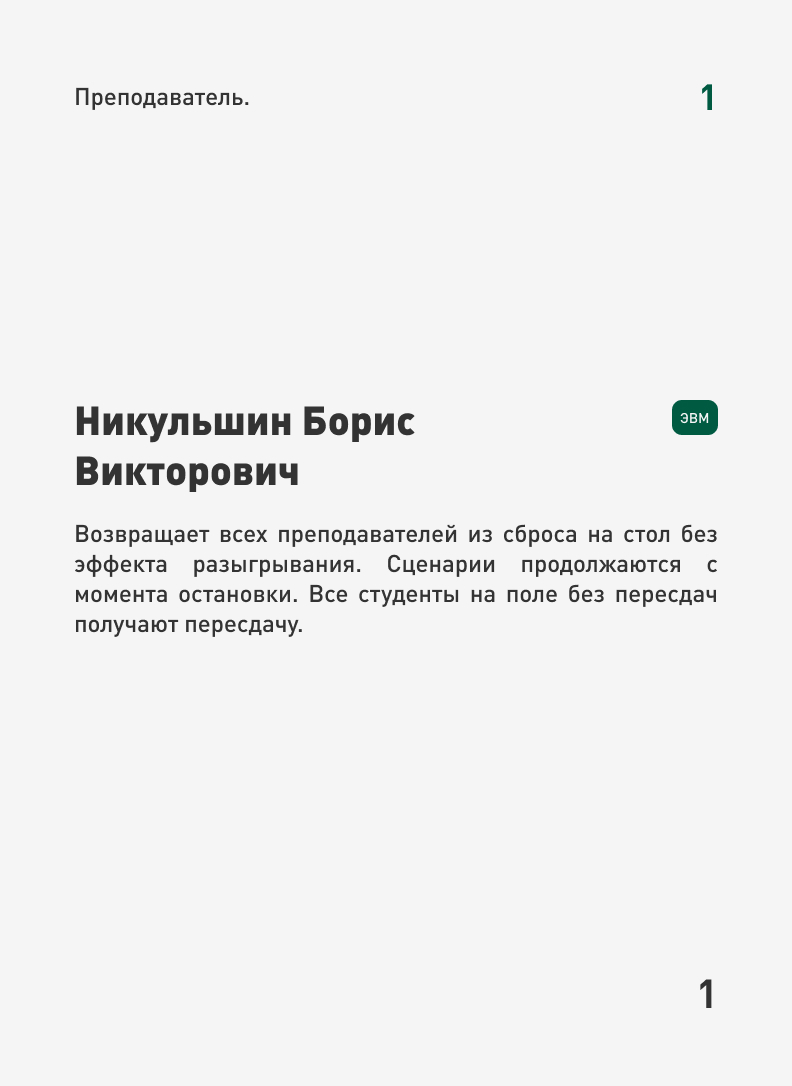 Преподаватель.
1
Никульшин Борис
Викторович
ЭВМ
Возвращает всех преподавателей из сброса на стол без
эффекта разыгрывания. Сценарии продолжаются с
момента остановки. Все студенты на поле без пересдач
получают пересдачу.
1